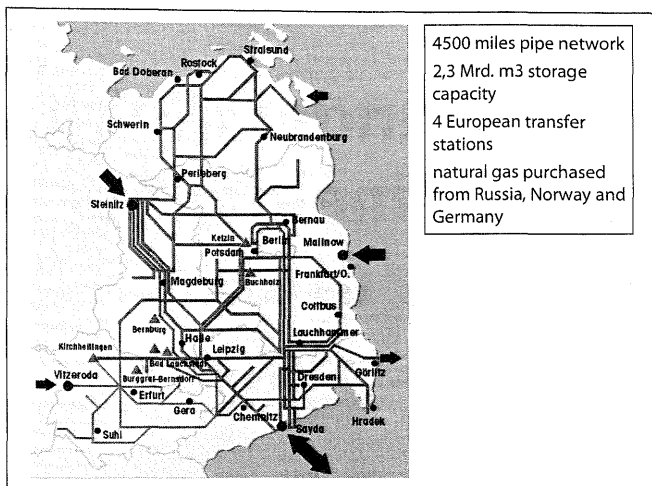 Stralsund
Rostock
Bad Doberan
Schwerin
Neubrandenburg
Perleberg
Steinitz
Bernau
Ketzin
Berlin
Mallnow
Potsdam
Frankfurt/O.
Buchholz
Magdeburg
Cottbus
Bernburg
Lauchhammer
Halle
Kirchheilingen
Leipzig
Bad Lauchstädt
Görlitz
Vitzeroda
Burggraf-Bernsdorf
Dresden
Erfurt
Gera
Chemnitz
Hradek
Suhl
Sayda
4500 miles pipe network
2,3 Mrd. m3 storage
capacity
4 European transfer
stations
natural gas purchased
from Russia, Norway and
Germany